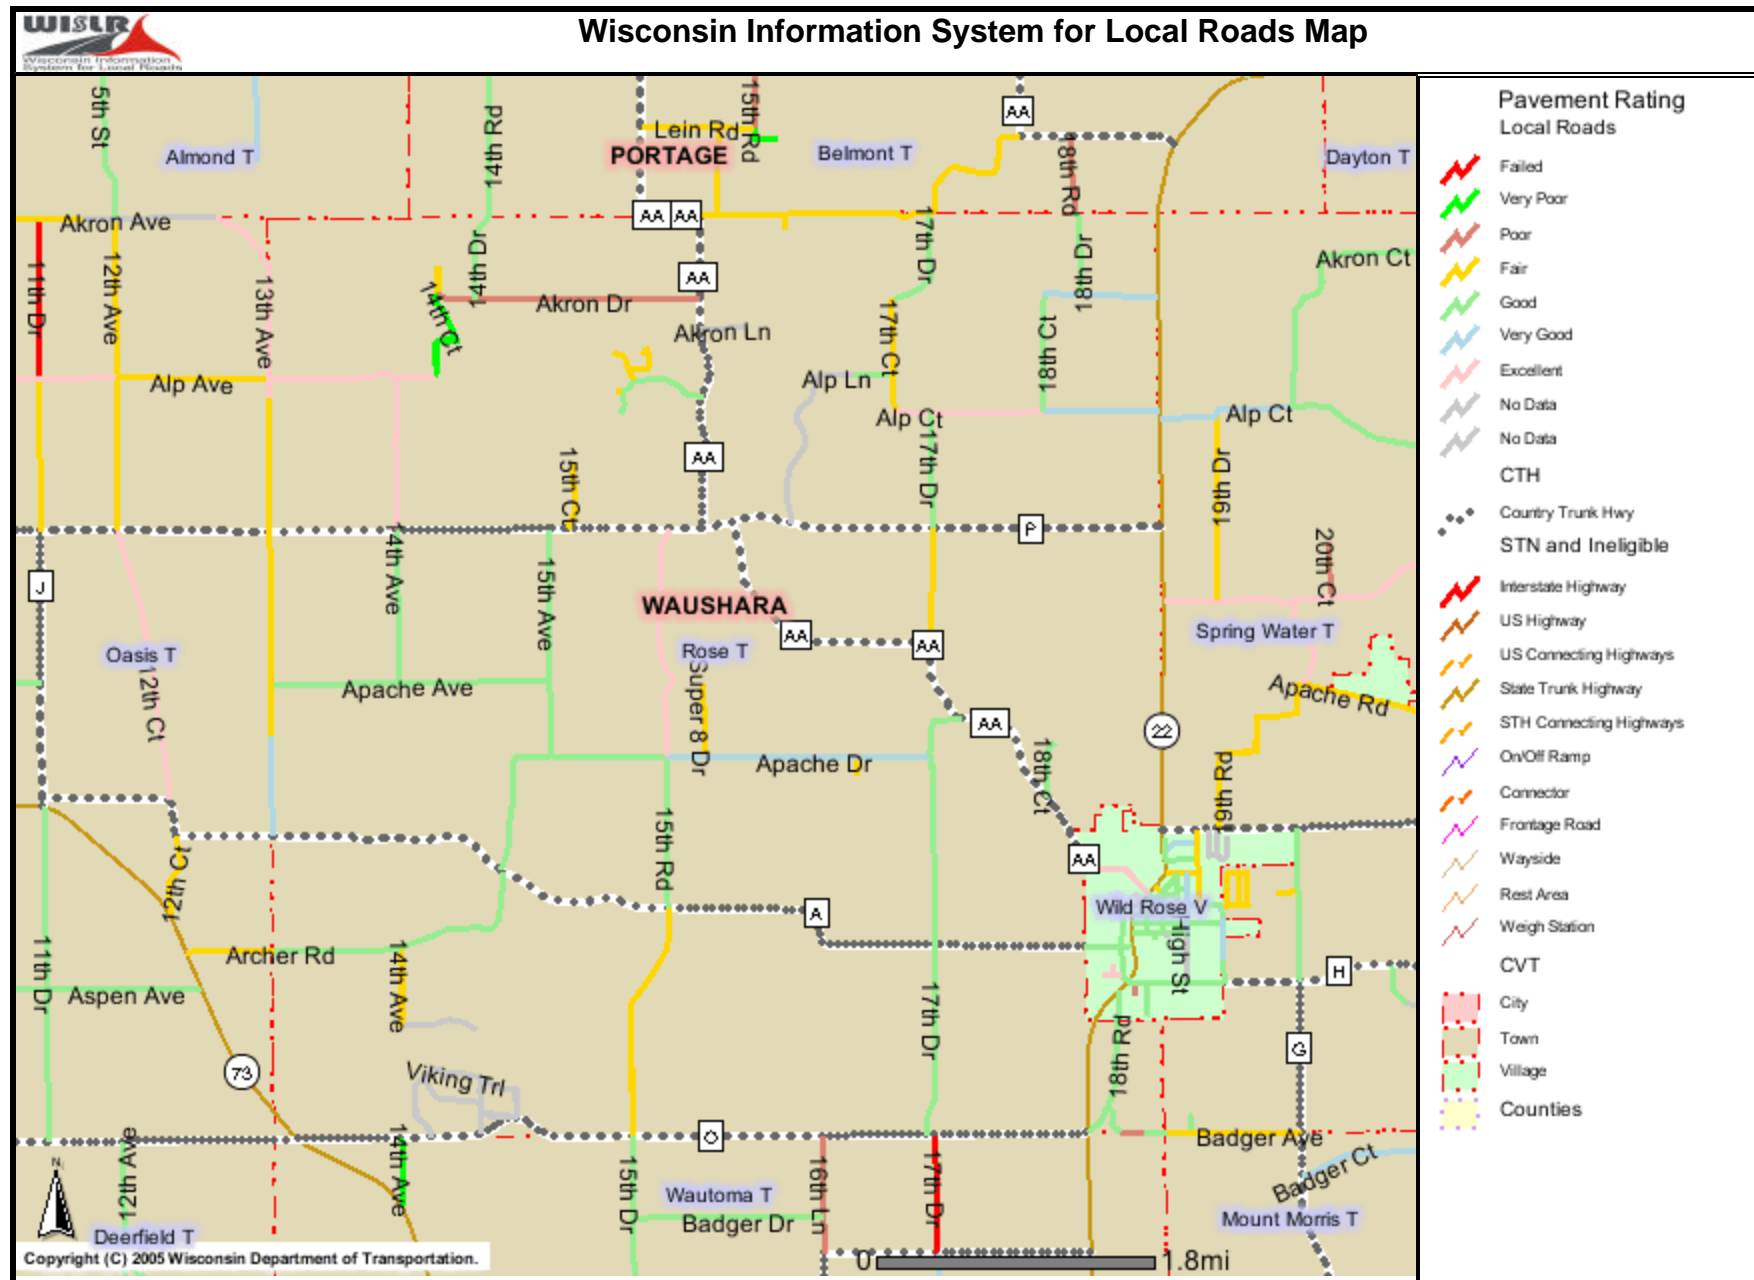 WISLR
Wisconsin Information
System for Local Roads
Wisconsin Information System for Local Roads Map
5th St
Almond T
14th Rd
Lein Rd
15th Rd
PORTAGE
Belmont T
AA
18th Rd
Dayton T
Akron Ave
AA
AA
11th Dr
12th Ave
13th Ave
14th Dr
14th Ct
Akron Dr
AA
Akron Ln
17th Dr
17th Ct
18th Dr
18th Ct
Akron Ct
Alp Ave
Alp Ln
Alp Ct
Alp Ct
AA
15th Ct
17th Dr
19th Dr
P
J
14th Ave
15th Ave
20th Ct
WAUSHARA
AA
AA
Rose T
Spring Water T
Oasis T
12th Ct
Apache Ave
Super 8 Dr
Apache Rd
AA
22
Apache Dr
18th Ct
19th Rd
15th Rd
AA
12th Ct
A
Wild Rose V
High St
11th Dr
Archer Rd
14th Ave
Aspen Ave
17th Dr
H
18th Rd
G
73
Viking Trl
O
Badger Ave
12th Ave
14th Ave
15th Dr
16th Ln
17th Dr
Badger Ct
Wautoma T
Badger Dr
Mount Morris T
N
Deerfield T
Copyright (C) 2005 Wisconsin Department of Transportation.
0
1.8mi
Pavement Rating
Local Roads
Failed
Very Poor
Poor
Fair
Good
Very Good
Excellent
No Data
No Data
CTH
Country Trunk Hwy
STN and Ineligible
Interstate Highway
US Highway
US Connecting Highways
State Trunk Highway
STH Connecting Highways
On/Off Ramp
Connector
Frontage Road
Wayside
Rest Area
Weigh Station
CVT
City
Town
Village
Counties